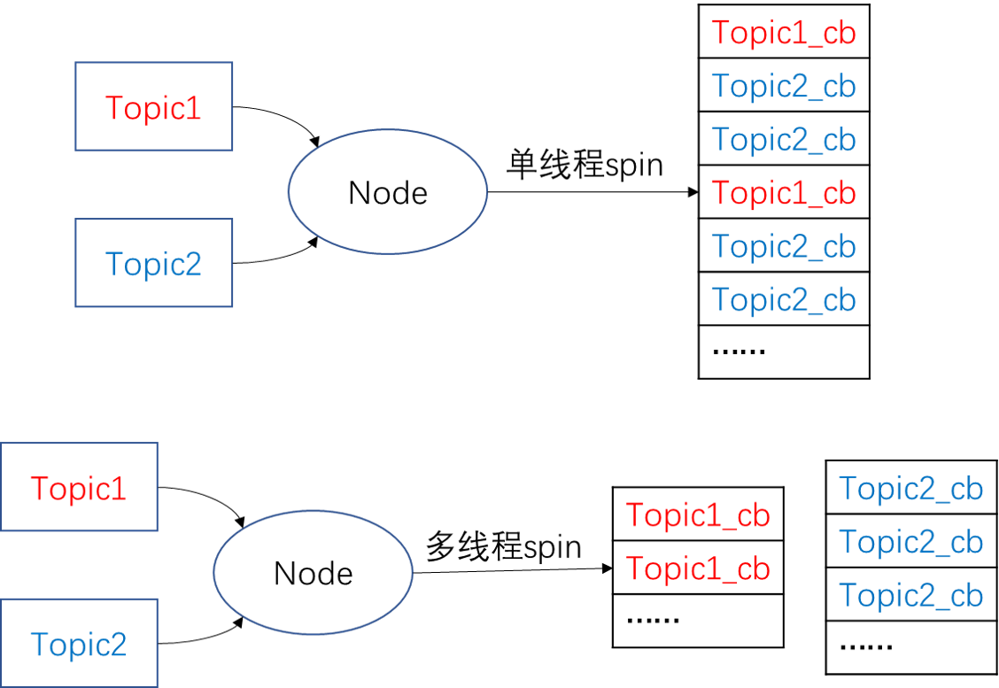 Topic1
Topic2
Node
单线程spin
Topic1_cb
Topic2_cb
Topic2_cb
Topic1_cb
Topic2_cb
Topic2_cb
……
Topic1
Topic2
Node
多线程spin
Topic1_cb
Topic1_cb
……
Topic2_cb
Topic2_cb
Topic2_cb
……